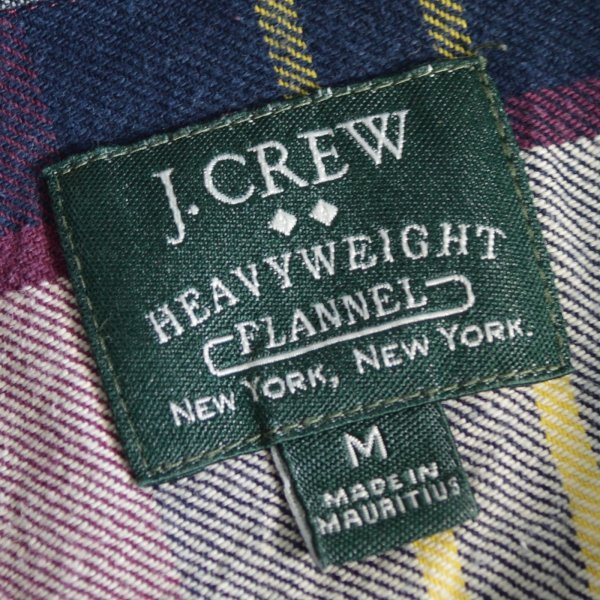 J. CREW
HEAVYWEIGHT
FLANNEL
NEW YORK, NEW YORK.
M
MADE IN
MAURITIUS